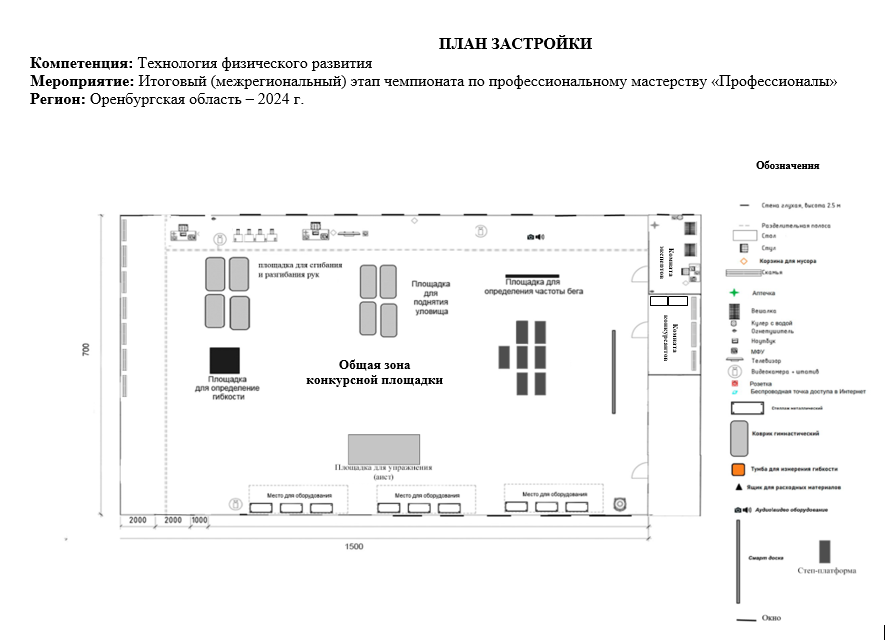 ПЛАН ЗАСТРОЙКИ
Компетенция: Технология физического развития
Мероприятие: Итоговый (межрегиональный) этап чемпионата по профессиональному мастерству «Профессионалы»
Регион: Оренбургская область – 2024 г.
Обозначения
Стена глухая, высота 2.5 м
Разделительная полоса
Стол
Стул
Корзина для мусора
Скамья
Аптечка
Вешалка
Кулер с водой
Огнетушитель
Ноутбук
МФУ
Телевизор
Видеокамера + штатив
Розетка
Беспроводная точка доступа в Интернет
Стеллаж металлический
Коврик гимнастический
Тумба для измерения гибкости
Ящик для расходных материалов
Аудио/видео оборудование
Смарт доска
Степ-платформа
Окно
площадка для сгибания
и разгибания рук
Площадка
для
поднятия
уловища
Площадка для
определения частоты бега
Комната
экспертов
Комната
конкурсантов
Общая зона
конкурсной площадки
Площадка
для определение
гибкости
Площадка для упражнения
(аист)
Место для оборудования
Место для оборудования
Место для оборудования
700
2000
2000
1000
1500